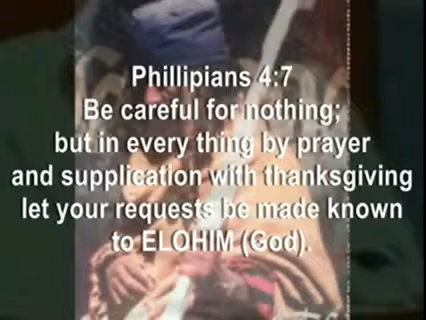 Phillipians 4:7
Be careful for nothing;
but in every thing by prayer
and supplication with thanksgiving
let your requests be made known
to ELOHIM (God).